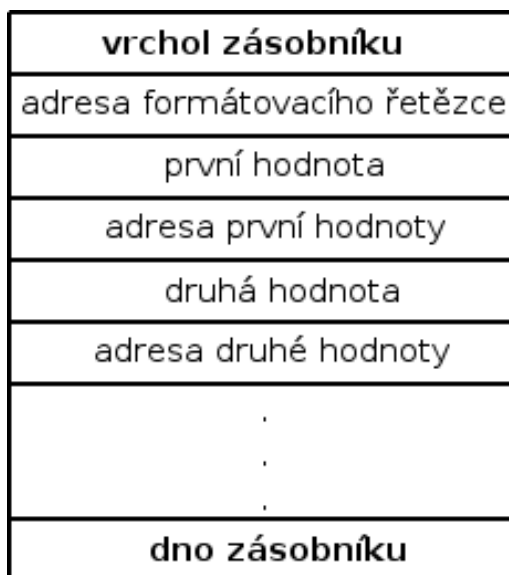 vrchol zásobníku
adresa formátovacího řetězce
první hodnota
adresa první hodnoty
druhá hodnota
adresa druhé hodnoty
.
.
.
dno zásobníku